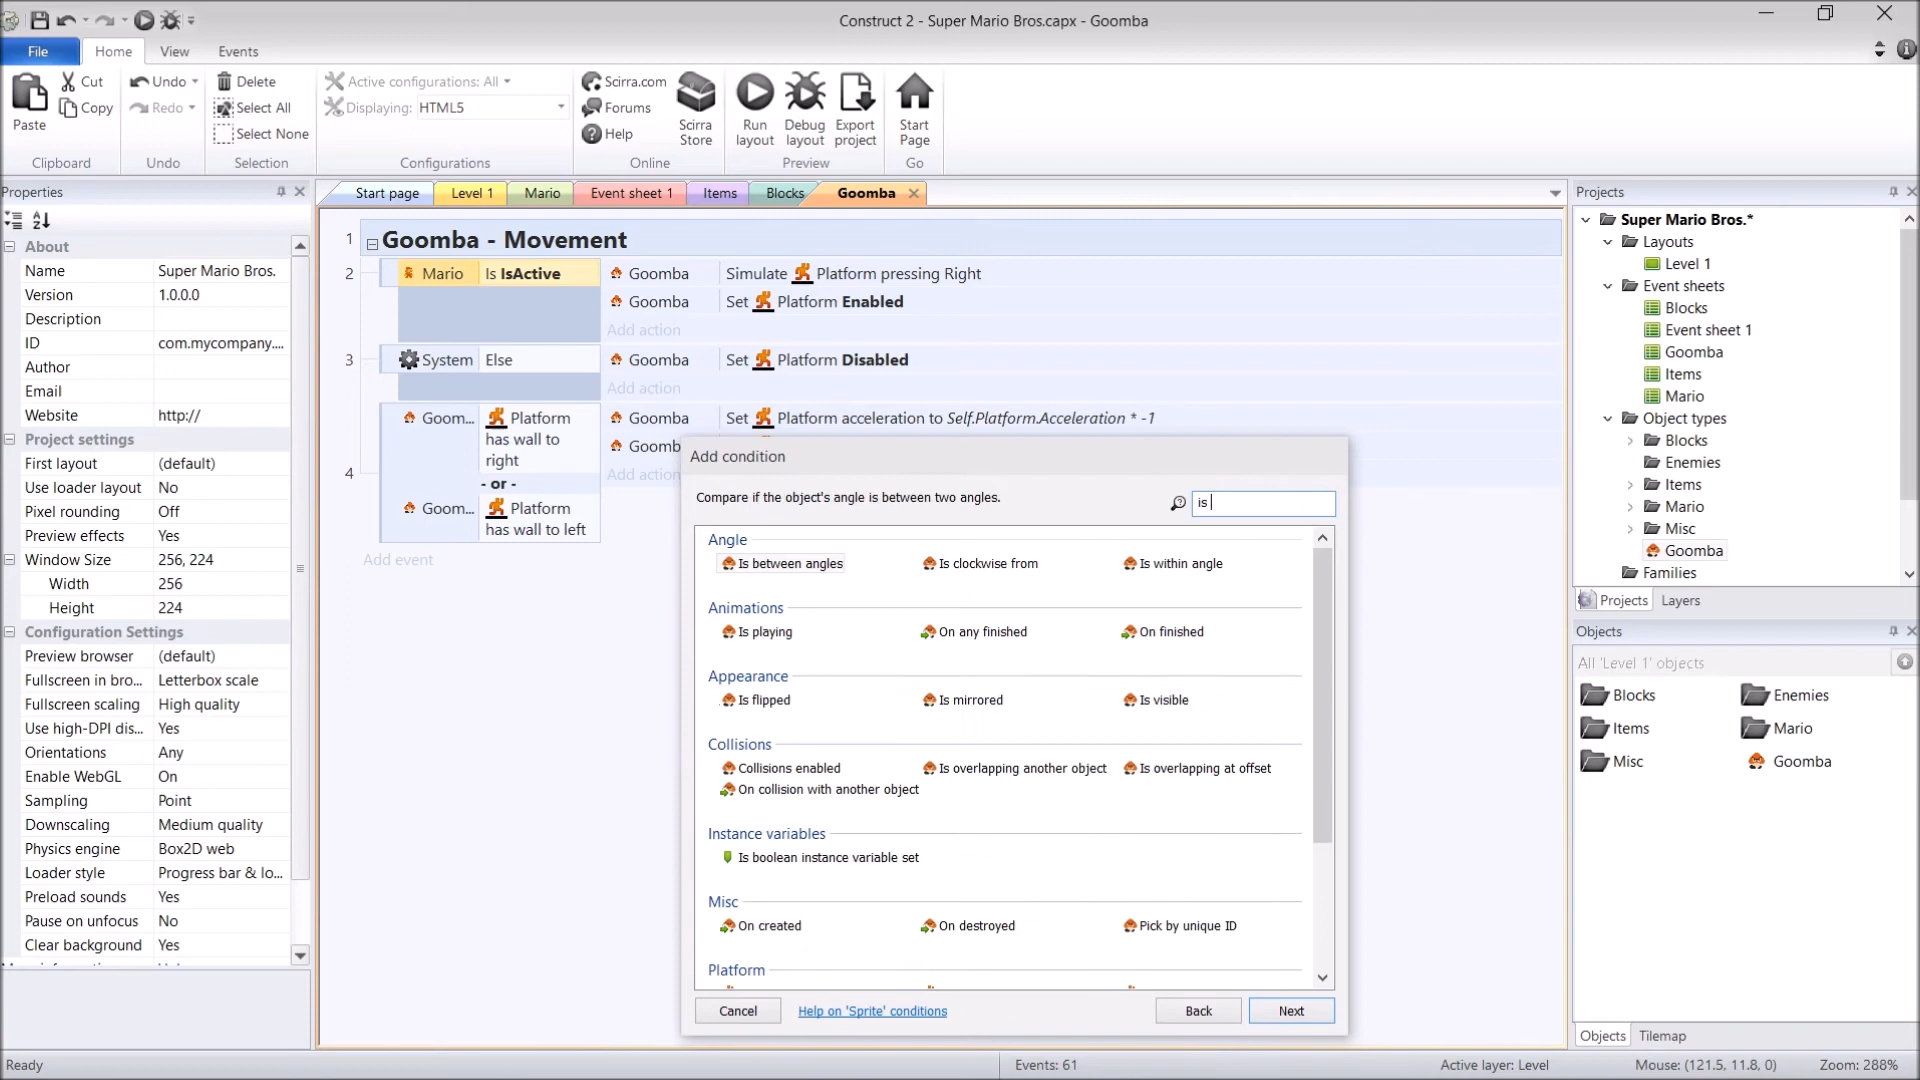 Construct 2 - Super Mario Bros.capx - Goomba
File Home View Events
Paste
Cut
Copy
Clipboard
Undo
Redo
Undo
Delete
Select All
Select None
Selection
Active configurations: All
Displaying: HTML5
Configurations
Scirra.com
Forums
Help
Scirra Store
Online
Run layout
Debug layout
Export project
Preview
Start Page
Go
Properties
About
Name Super Mario Bros.
Version 1.0.0.0
Description
ID com.mycompany....
Author
Email
Website http://
Project settings
First layout (default)
Use loader layout No
Pixel rounding Off
Preview effects Yes
Window Size 256, 224
Width 256
Height 224
Configuration Settings
Preview browser (default)
Fullscreen in bro... Letterbox scale
Fullscreen scaling High quality
Use high-DPI dis... Yes
Orientations Any
Enable WebGL On
Sampling Point
Downscaling Medium quality
Physics engine Box2D web
Loader style Progress bar & lo...
Preload sounds Yes
Pause on unfocus No
Clear background Yes
Start page Level 1 Mario Event sheet 1 Items Blocks Goomba
1 Goomba - Movement
2 Mario Is IsActive Goomba Simulate Platform pressing Right
Goomba Set Platform Enabled
Add action
3 System Else Goomba Set Platform Disabled
Add action
4 Goom... Platform has wall to right Goomba Set Platform acceleration to Self.Platform.Acceleration * -1
Goomb
Add action
- or -
Goom... Platform has wall to left
Add event
Add condition
Compare if the object's angle is between two angles.
is
Angle
Is between angles Is clockwise from Is within angle
Animations
Is playing On any finished On finished
Appearance
Is flipped Is mirrored Is visible
Collisions
Collisions enabled Is overlapping another object Is overlapping at offset
On collision with another object
Instance variables
Is boolean instance variable set
Misc
On created On destroyed Pick by unique ID
Platform
Cancel Help on 'Sprite' conditions Back Next
Projects
Super Mario Bros.*
Layouts
Level 1
Event sheets
Blocks
Event sheet 1
Goomba
Items
Mario
Object types
Blocks
Enemies
Items
Mario
Misc
Goomba
Families
Projects Layers
Objects
All 'Level 1' objects
Blocks Enemies
Items Mario
Misc Goomba
Objects Tilemap
Ready Events: 61 Active layer: Level Mouse: (121.5, 11.8, 0) Zoom: 288%